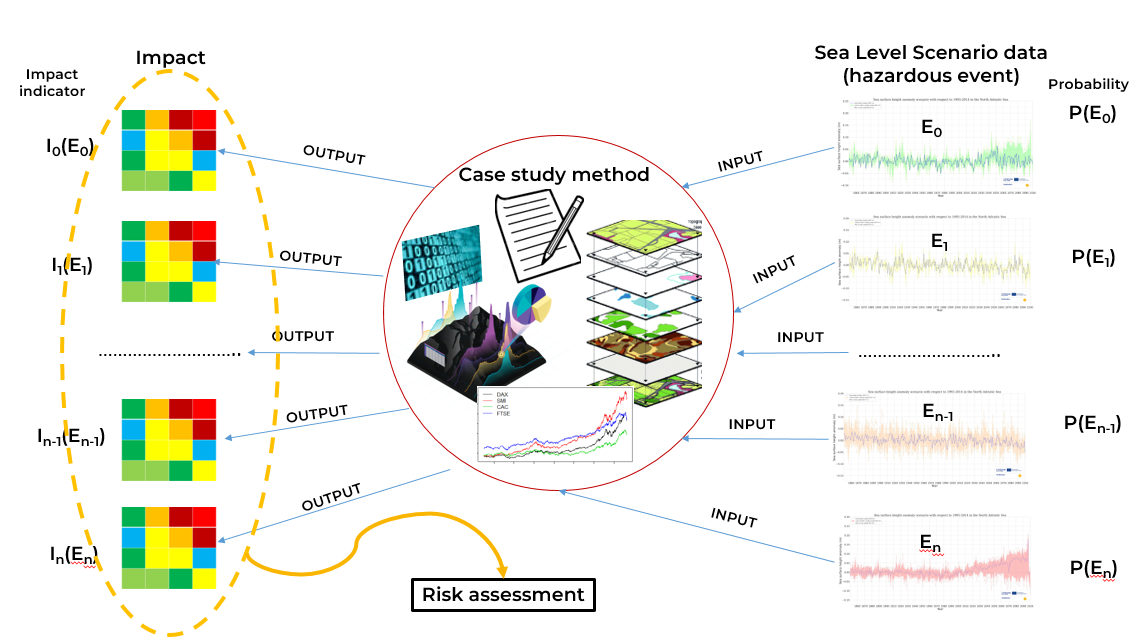 Impact
Impact
indicator
I0(E0)
I1(E1)
In-1(En-1)
In(En)
OUTPUT
OUTPUT
OUTPUT
OUTPUT
OUTPUT
Case study method
DAX
SMI
CAC
FTSE
Risk assessment
INPUT
INPUT
INPUT
INPUT
INPUT
Sea Level Scenario data
(hazardous event)
Probability
E0
P(E0)
E1
P(E1)
En-1
P(En-1)
En
P(En)